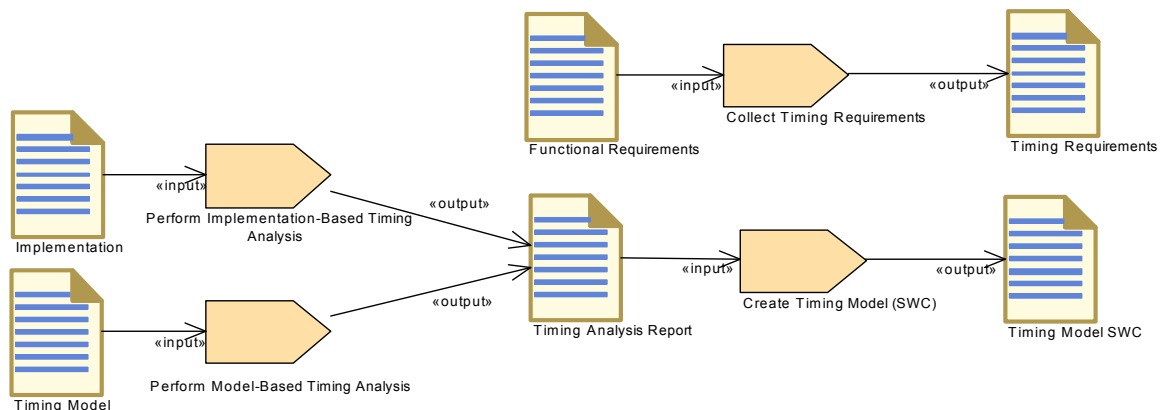 «input»
«output»
Functional Requirements
Collect Timing Requirements
Timing Requirements
«input»
«output»
Implementation
Perform Implementation-Based Timing
Analysis
«input»
«output»
Timing Model
Perform Model-Based Timing Analysis
Timing Analysis Report
«input»
«output»
Create Timing Model (SWC)
Timing Model SWC